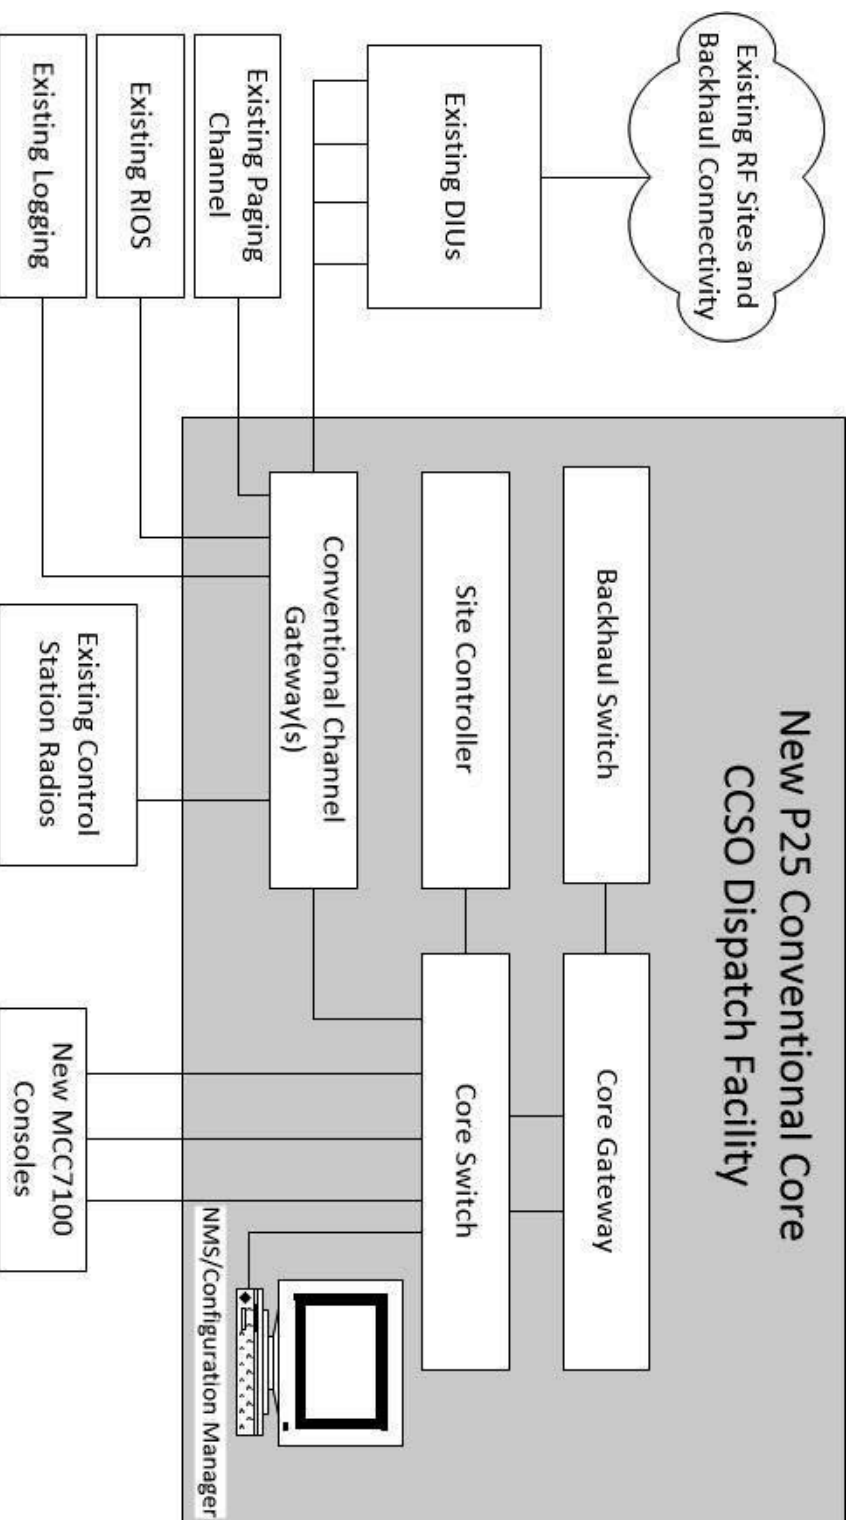 New P25 Conventional Core
CCSO Dispatch Facility
Existing RF Sites and
Backhaul Connectivity
Backhaul Switch
Core Gateway
Existing DIUs
Site Controller
Core Switch
Conventional Channel
Gateway(s)
Existing Paging
Channel
NMS/Configuration Manager
Existing RIOS
Existing Control
Station Radios
Existing Logging
New MCC7100
Consoles